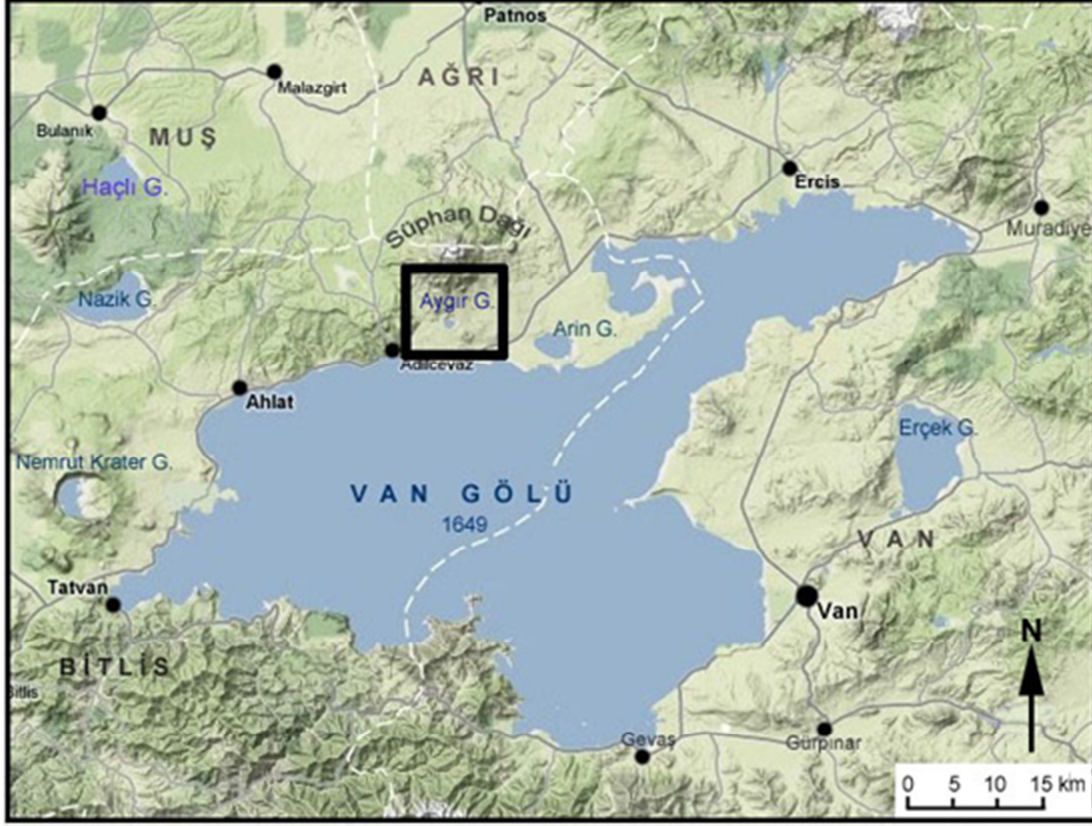 Patnos
AĞRI
Malazgirt
Bulanık
MUŞ
Ercis
Haçlı G.
Süphan Dağı
Muradiye
Nazik G.
Aygır G.
Arin G.
Adilcevaz
Ahlat
Erçek G.
Nemrut Krater G.
VAN GÖLÜ
1649
VAN
Tatvan
Van
N
BİTLİS
Bitlis
Gevaş
Gürpınar
0 5 10 15 km